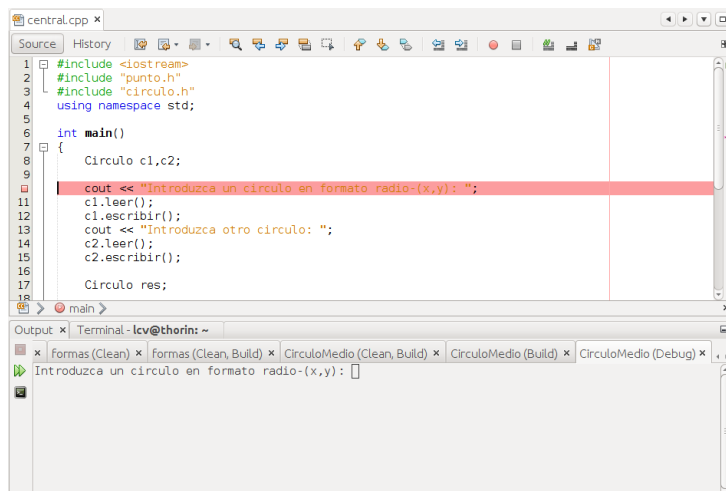 central.cpp ×
Source History
1 #include <iostream>
2 #include "punto.h"
3 #include "circulo.h"
4 using namespace std;
5
6 int main()
7 {
8 Circulo c1,c2;
9
cout << "Introduzca un circulo en formato radio-(x,y): ";
11 c1.leer();
12 c1.escribir();
13 cout << "Introduzca otro circulo: ";
14 c2.leer();
15 c2.escribir();
16
17 Circulo res;
18
main
Output × Terminal - lcv@thorin: ~
× formas (Clean) × formas (Clean, Build) × CirculoMedio (Clean, Build) × CirculoMedio (Build) × CirculoMedio (Debug) ×
Introduzca un circulo en formato radio-(x,y):